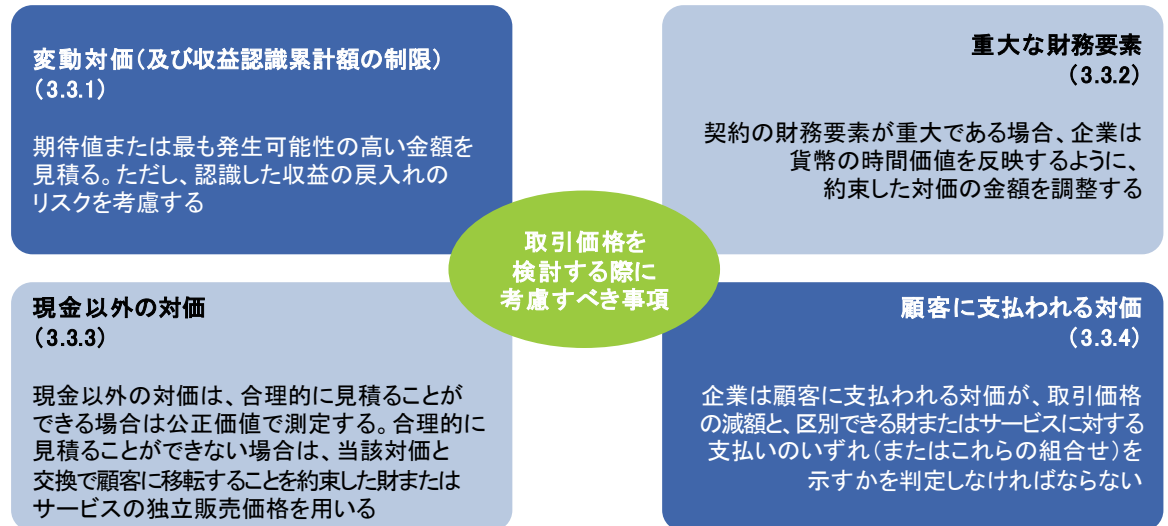 変動対価(及び収益認識累計額の制限)
(3.3.1)
期待値または最も発生可能性の高い金額を
見積る。ただし、認識した収益の戻入れの
リスクを考慮する
重大な財務要素
(3.3.2)
契約の財務要素が重大である場合、企業は
貨幣の時間価値を反映するように、
約束した対価の金額を調整する
取引価格を
検討する際に
考慮すべき事項
現金以外の対価
(3.3.3)
現金以外の対価は、合理的に見積ることが
できる場合は公正価値で測定する。合理的に
見積ることができない場合は、当該対価と
交換で顧客に移転することを約束した財または
サービスの独立販売価格を用いる
顧客に支払われる対価
(3.3.4)
企業は顧客に支払われる対価が、取引価格
の減額と、区別できる財またはサービスに対する
支払いのいずれ(またはこれらの組合せ)を
示すかを判定しなければならない